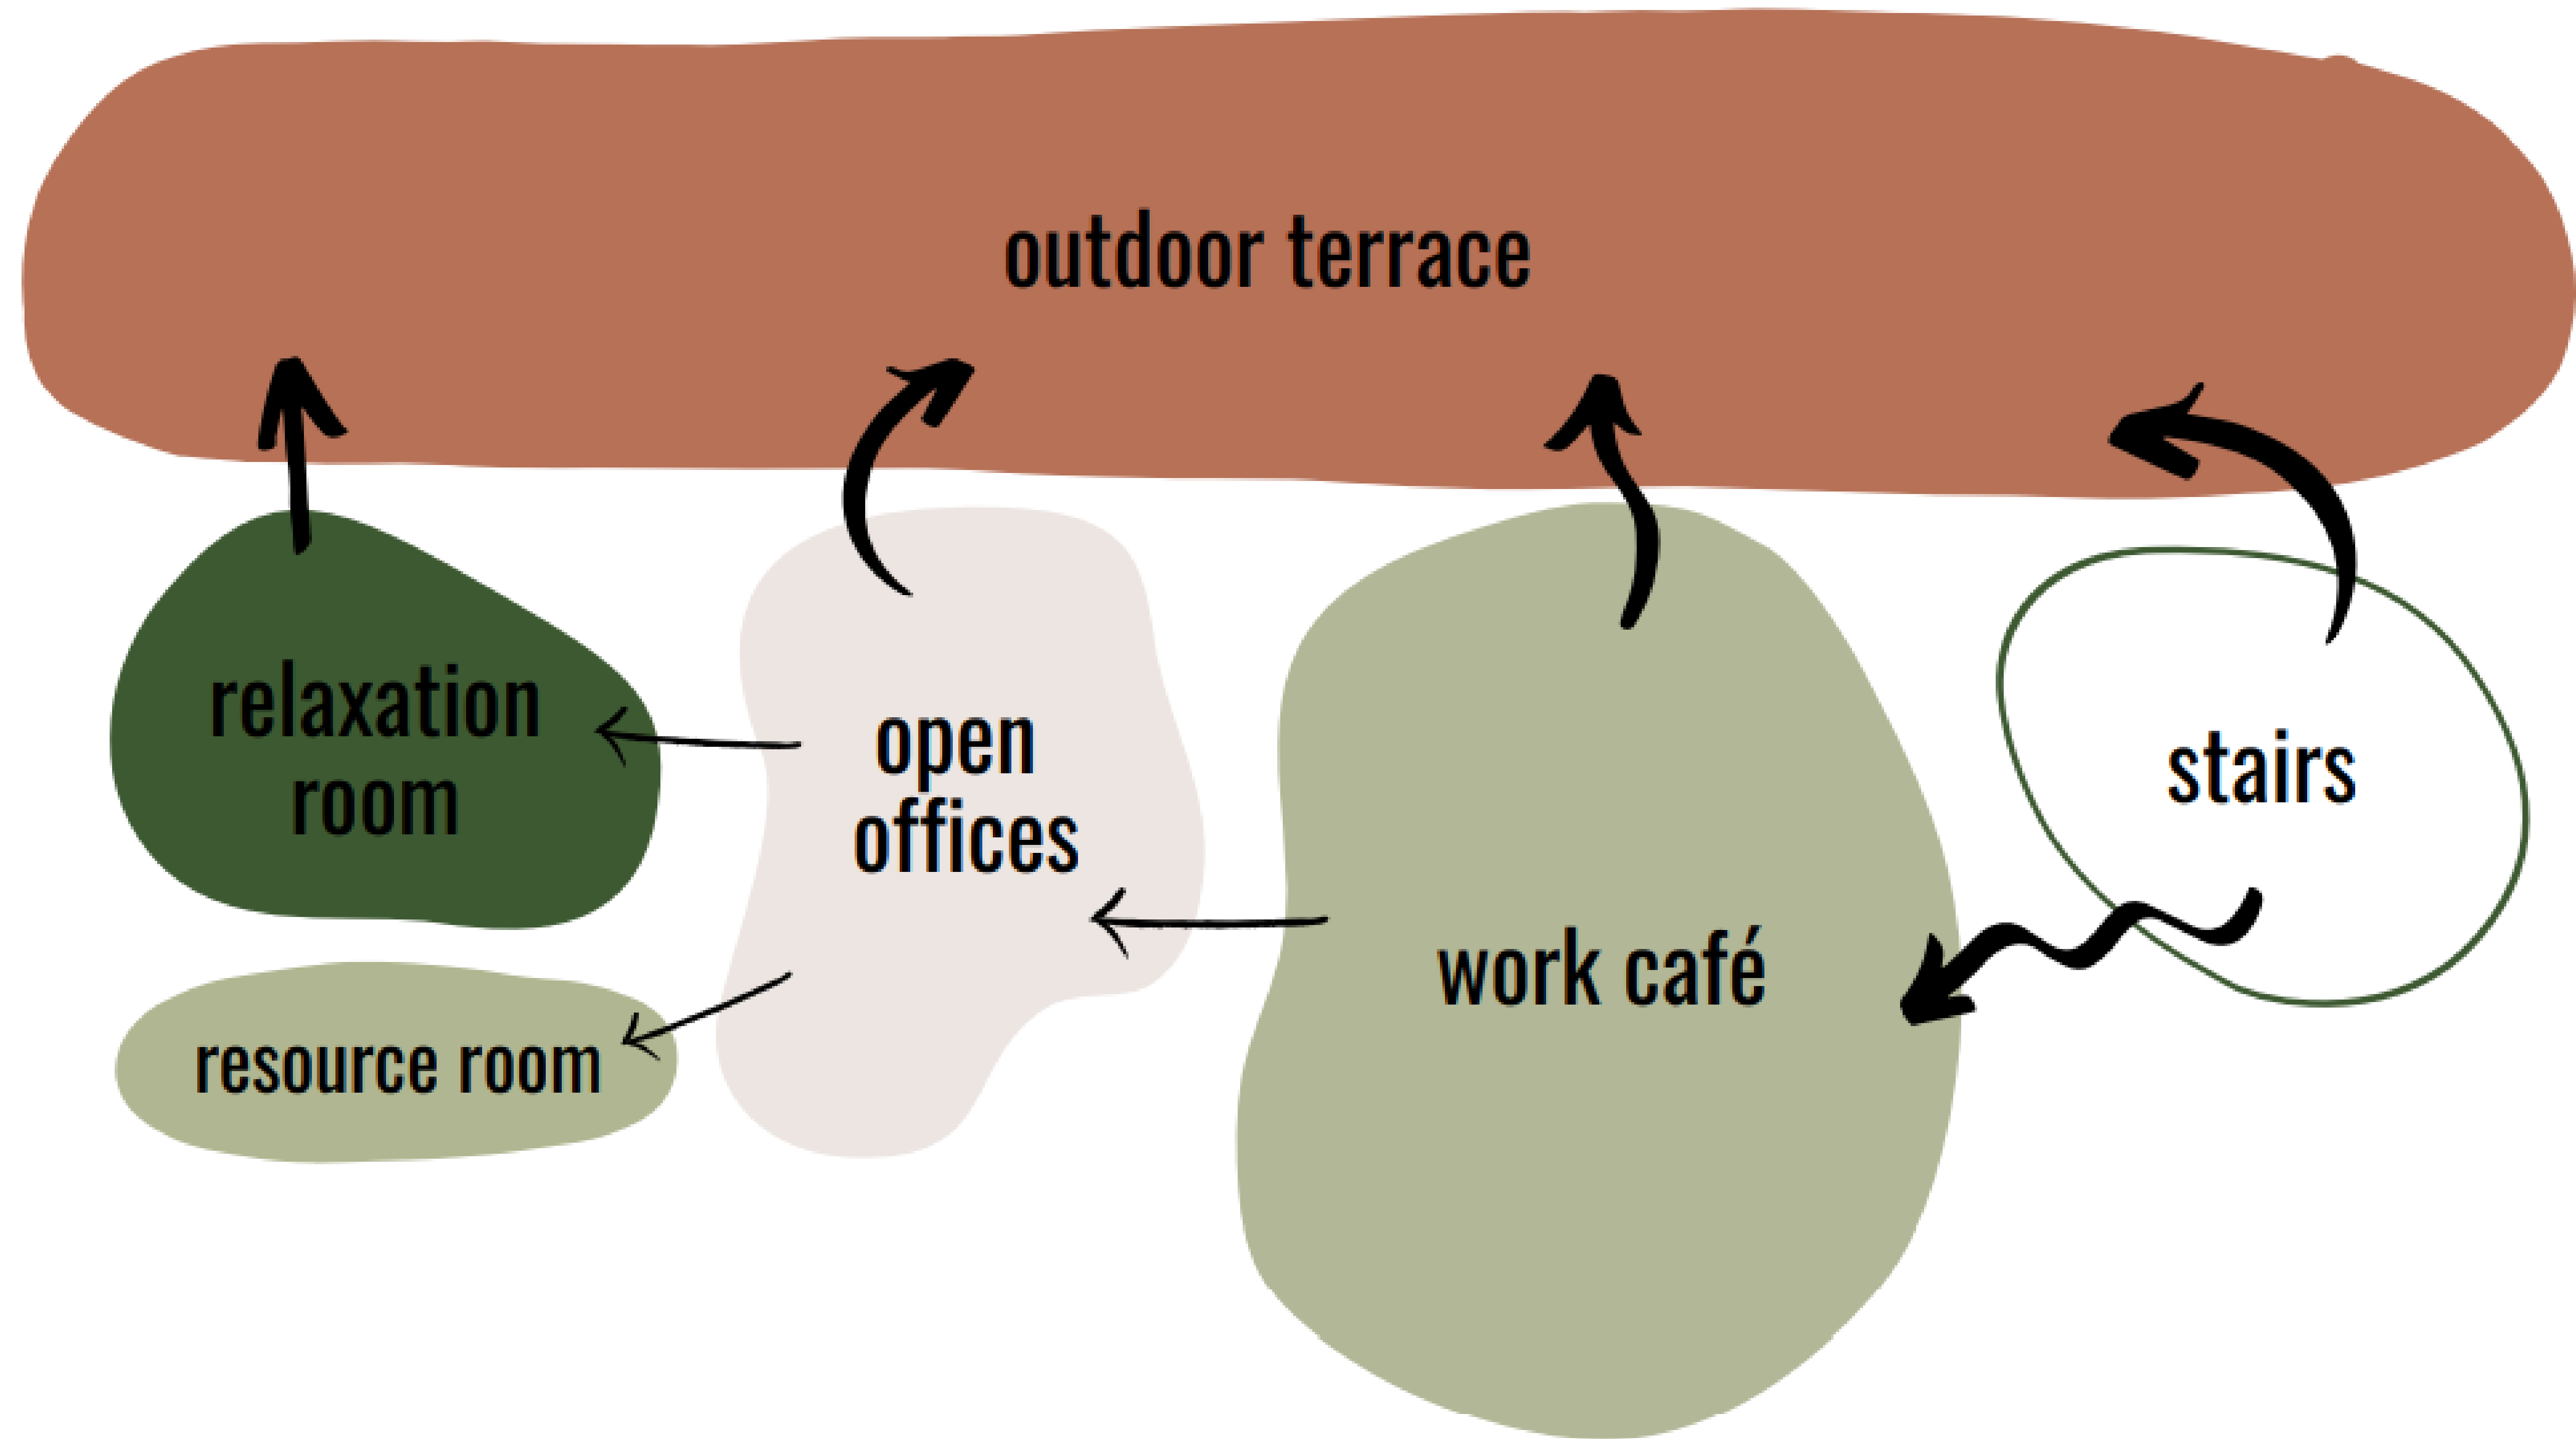 outdoor terrace
relaxation
room
open
offices
work café
stairs
resource room